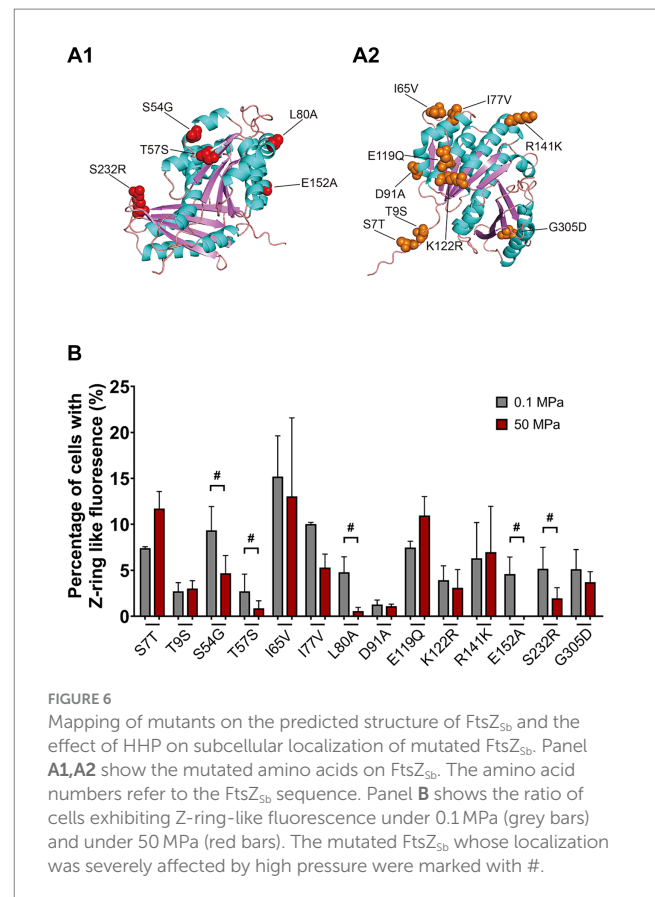 A1
A2
S54G
T57S
L80A
S232R
E152A
I65V
I77V
R141K
E119Q
D91A
T9S
S7T
K122R
G305D
B
Percentage of cells with
Z-ring like fluoresence (%)
25
20
15
10
5
0
0.1 MPa
50 MPa
#
#
#
#
#
S7T
T9S
S54G
T57S
I65V
I77V
L80A
D91A
E119Q
K122R
R141K
E152A
S232R
G305D
FIGURE 6
Mapping of mutants on the predicted structure of FtsZSb and the
effect of HHP on subcellular localization of mutated FtsZSb. Panel
A1,A2 show the mutated amino acids on FtsZSb. The amino acid
numbers refer to the FtsZSb sequence. Panel B shows the ratio of
cells exhibiting Z-ring-like fluorescence under 0.1 MPa (grey bars)
and under 50 MPa (red bars). The mutated FtsZSb whose localization
was severely affected by high pressure were marked with #.